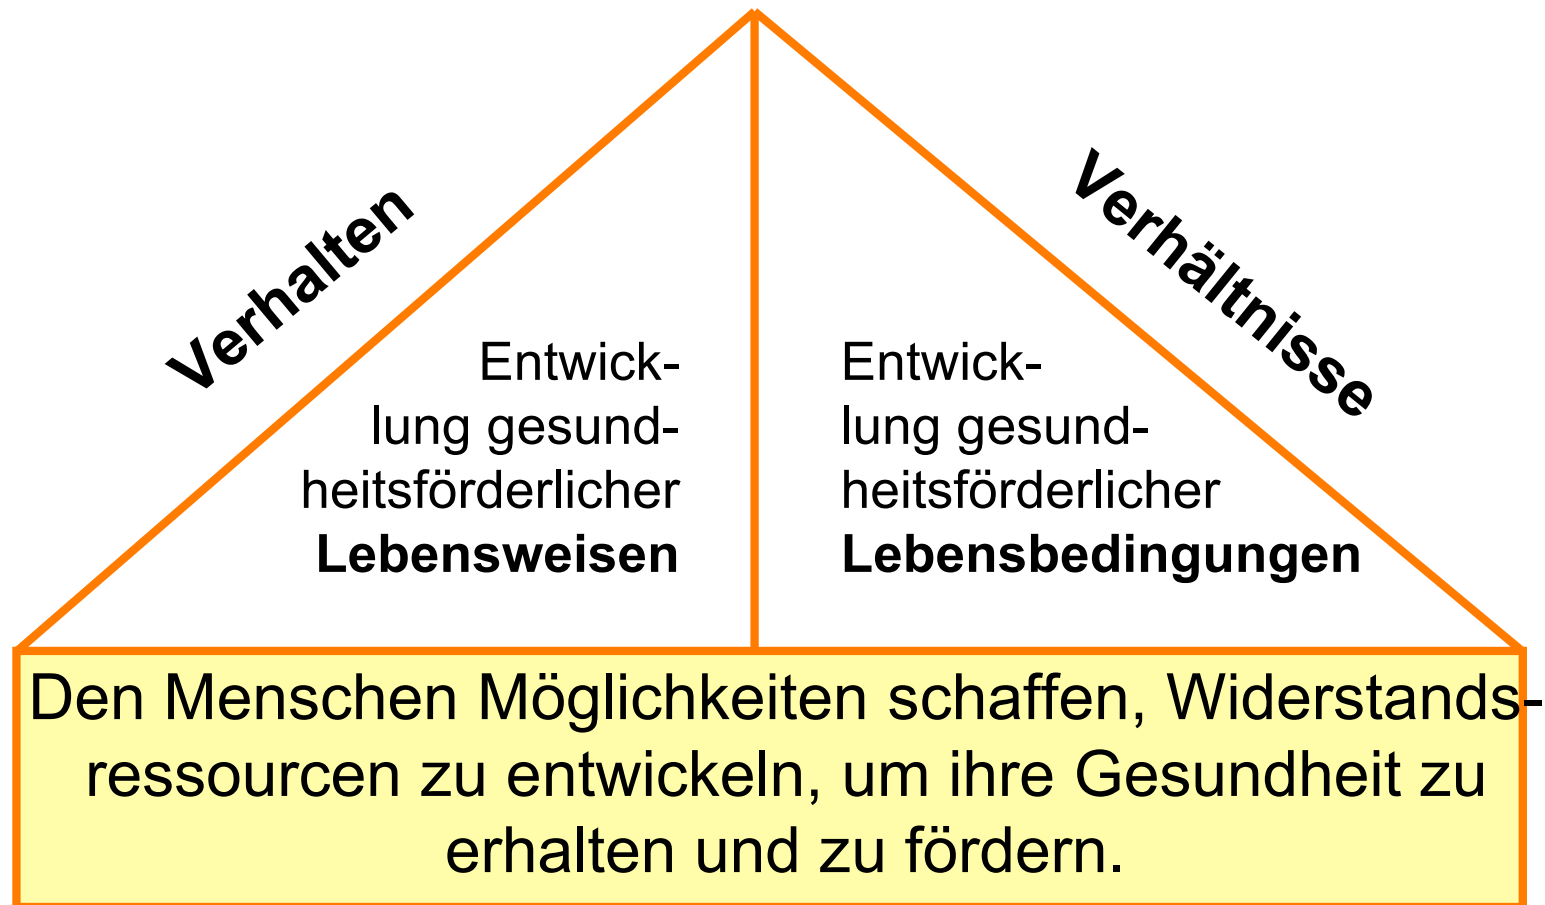 Verhalten
Verhältnisse
Entwick-
lung gesund-
heitsförderlicher
Lebensweisen
Entwick-
lung gesund-
heitsförderlicher
Lebensbedingungen
Den Menschen Möglichkeiten schaffen, Widerstands-
ressourcen zu entwickeln, um ihre Gesundheit zu
erhalten und zu fördern.